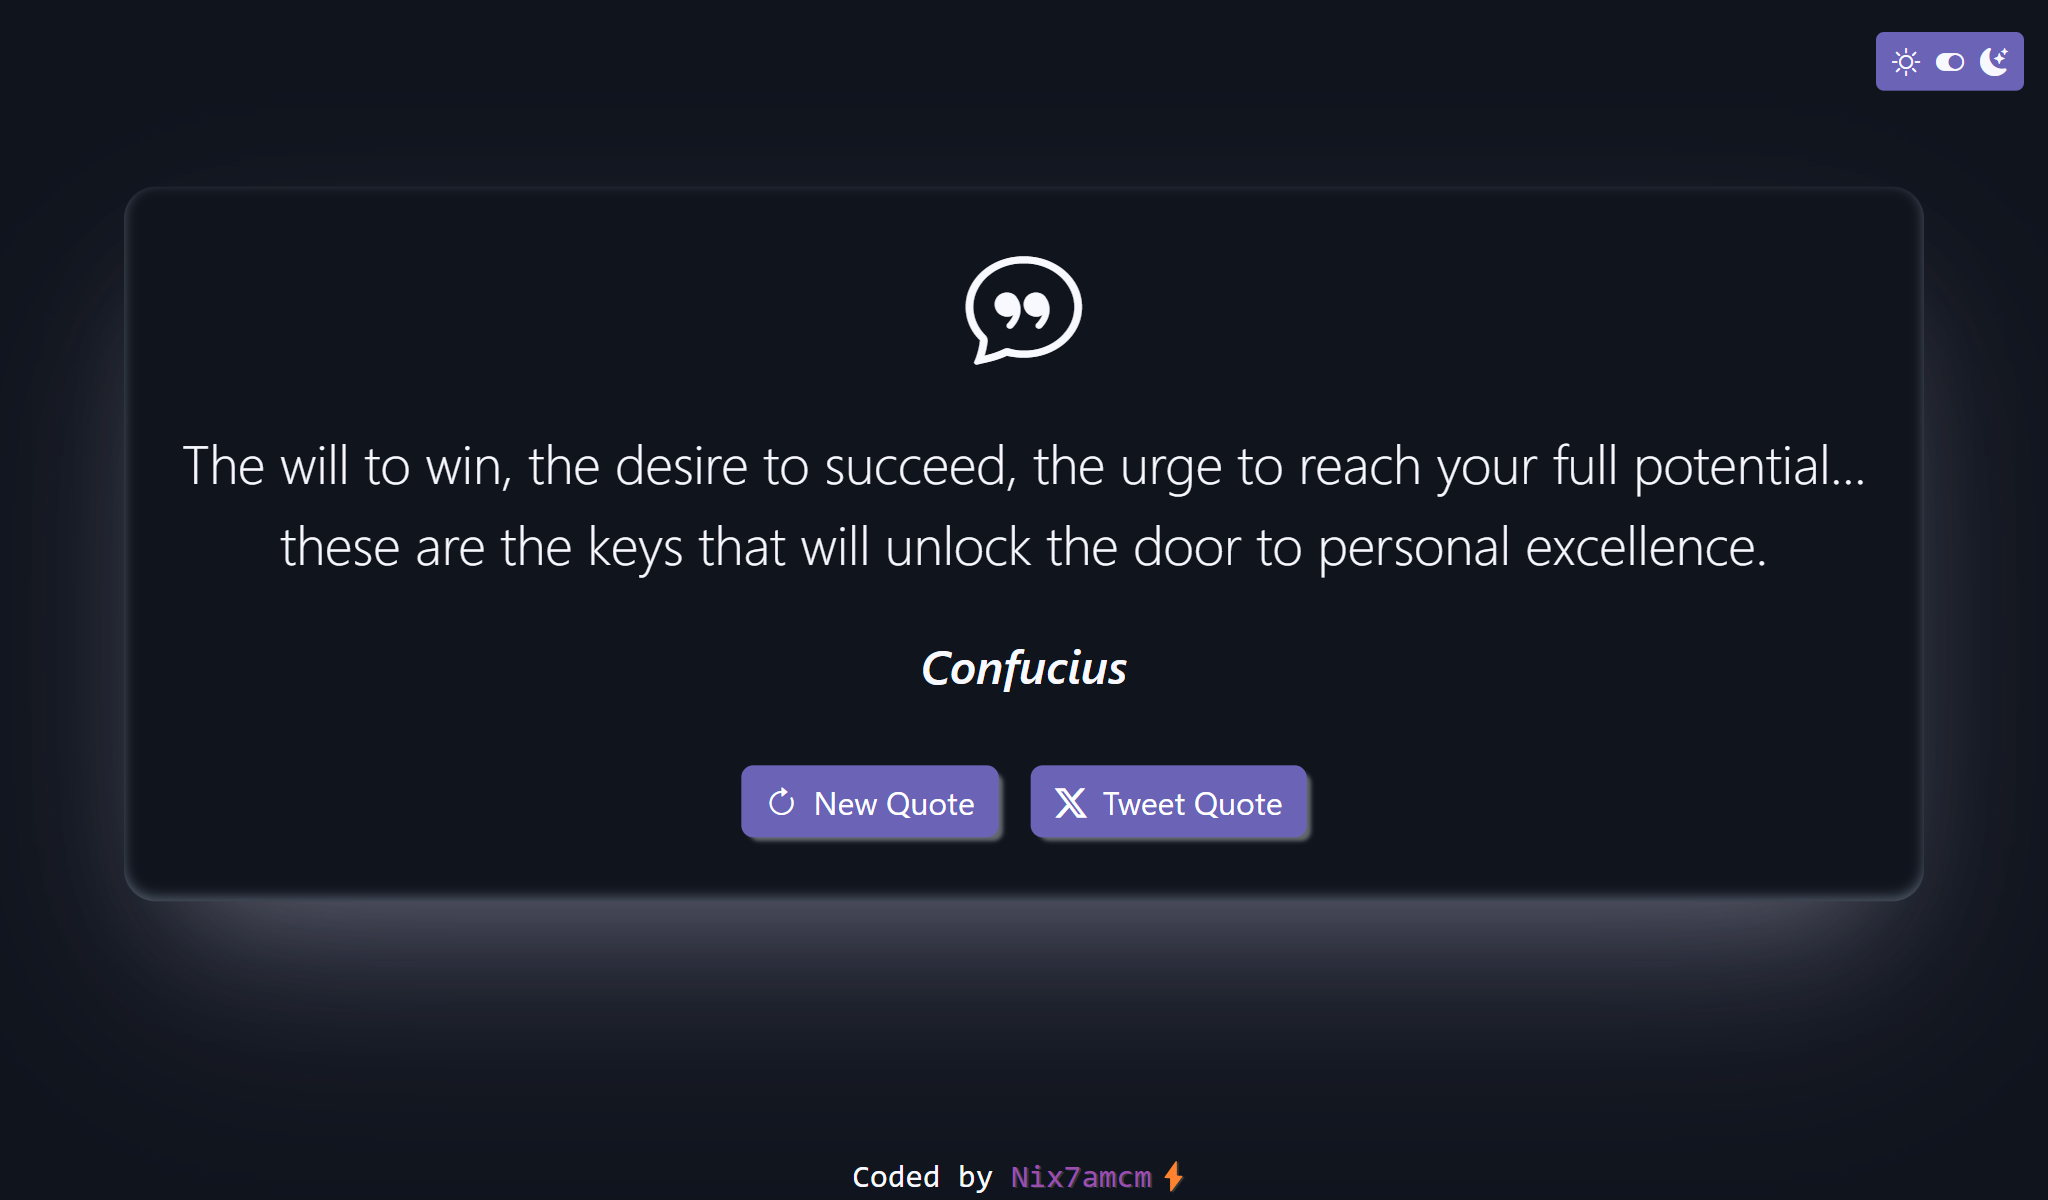 The will to win, the desire to succeed, the urge to reach your full potential...
these are the keys that will unlock the door to personal excellence.
Confucius
New Quote
Tweet Quote
Coded by Nix7amcm